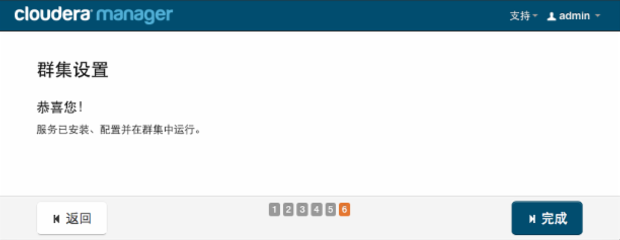 cloudera manager
支持 admin
群集设置
恭喜您!
服务已安装、配置并在群集中运行。
返回 1 2 3 4 5 6 完成